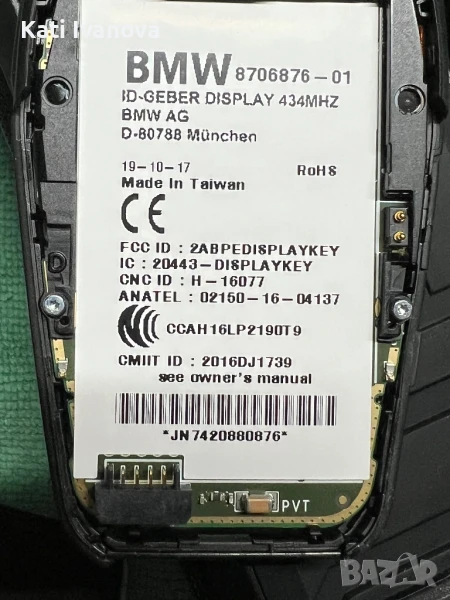 Kati Ivanova
BMW 8706876-01
ID-GEBER DISPLAY 434MHZ
BMW AG
D-80788 München
19-10-17 RoHS
Made In Taiwan
CE
FCC ID : 2ABPEDISPLAYKEY
IC : 20443-DISPLAYKEY
CNC ID : H-16077
ANATEL : 02150-16-04137
CCAH16LP2190T9
CMIIT ID : 2016DJ1739
see owner's manual
*JN7420880876*
PVT
BAZAR